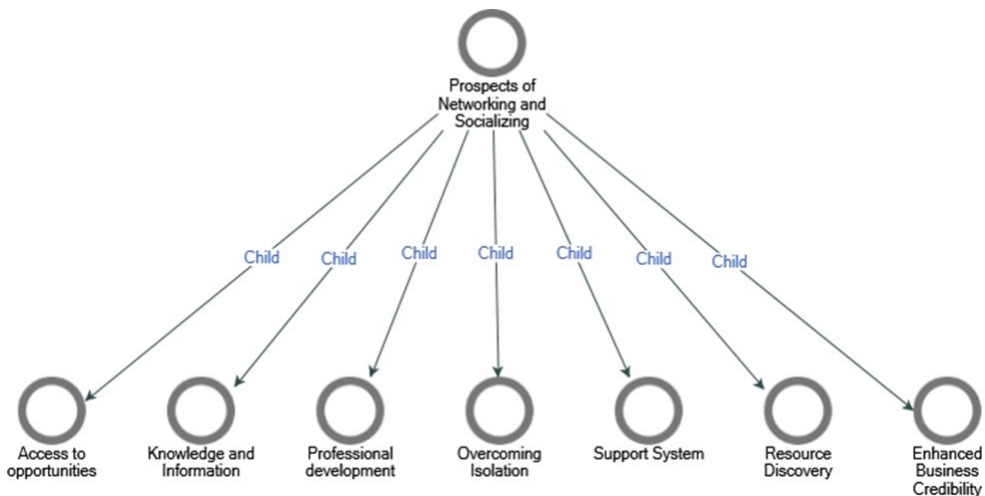 Prospects of
Networking and
Socializing
Child
Child
Child
Child
Child
Child
Child
Access to
opportunities
Knowledge and
Information
Professional
development
Overcoming
Isolation
Support System
Resource
Discovery
Enhanced
Business
Credibility